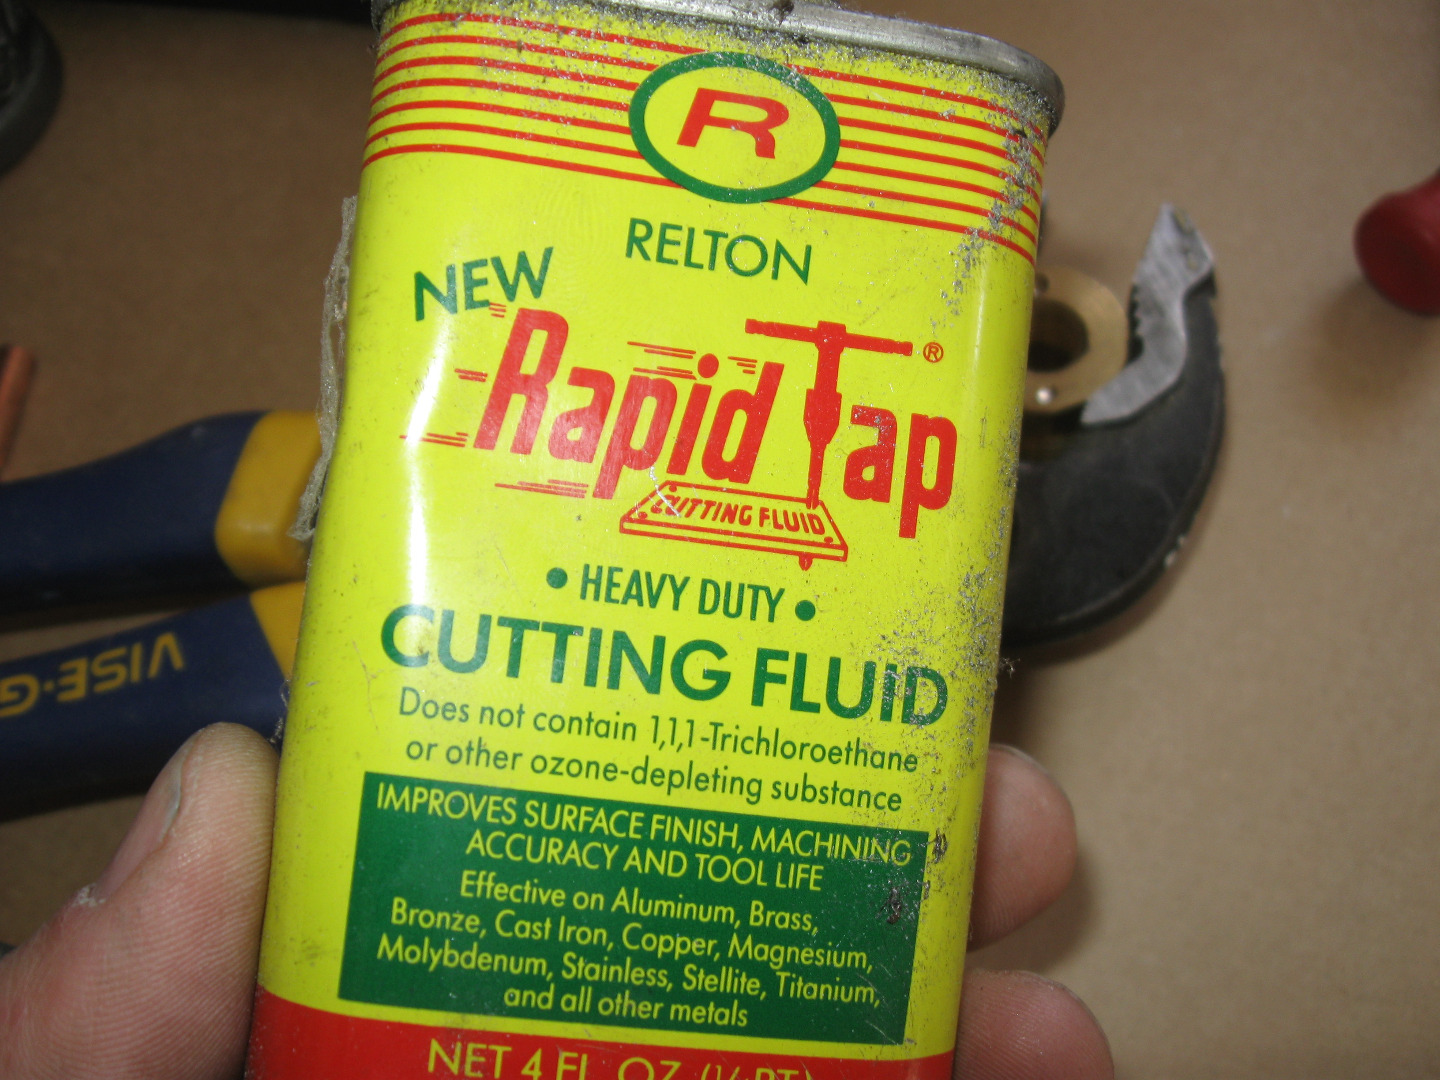 R
RELTON
NEW
Rapid Tap ®
CUTTING FLUID
• HEAVY DUTY •
CUTTING FLUID
Does not contain 1,1,1-Trichloroethane
or other ozone-depleting substance
IMPROVES SURFACE FINISH, MACHINING
ACCURACY AND TOOL LIFE
Effective on Aluminum, Brass,
Bronze, Cast Iron, Copper, Magnesium,
Molybdenum, Stainless, Stellite, Titanium,
and all other metals
NET 4 FL. OZ.
VISE-G